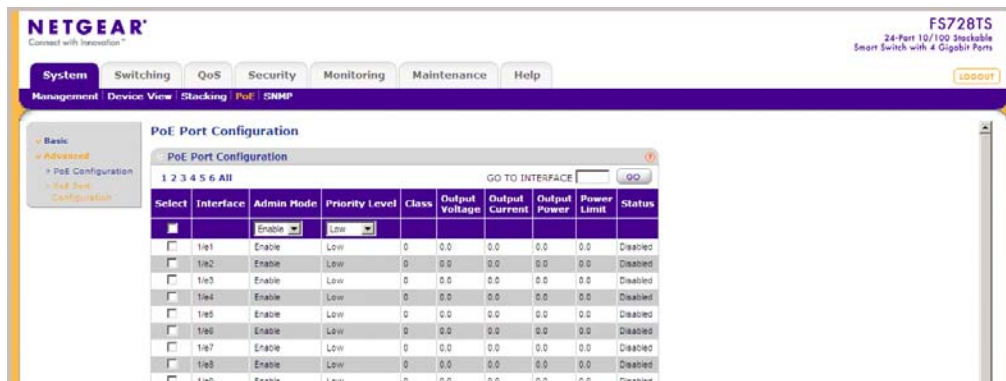 NETGEAR
Connect with Innovation™
FS728TS
24-Port 10/100 Stackable
Smart Switch with 4 Gigabit Ports
System Switching QoS Security Monitoring Maintenance Help
LOGOUT
Management Device View Stacking PoE SNMP
Basic
Advanced
PoE Configuration
PoE Port
Configuration
PoE Port Configuration
PoE Port Configuration
1 2 3 4 5 6 All GO TO INTERFACE GO
Select Interface Admin Mode Priority Level Class Output Voltage Output Current Output Power Power Limit Status
Enable Low
1/e1 Enable Low 0 0.0 0.0 0.0 0.0 Disabled
1/e2 Enable Low 0 0.0 0.0 0.0 0.0 Disabled
1/e3 Enable Low 0 0.0 0.0 0.0 0.0 Disabled
1/e4 Enable Low 0 0.0 0.0 0.0 0.0 Disabled
1/e5 Enable Low 0 0.0 0.0 0.0 0.0 Disabled
1/e6 Enable Low 0 0.0 0.0 0.0 0.0 Disabled
1/e7 Enable Low 0 0.0 0.0 0.0 0.0 Disabled
1/e8 Enable Low 0 0.0 0.0 0.0 0.0 Disabled